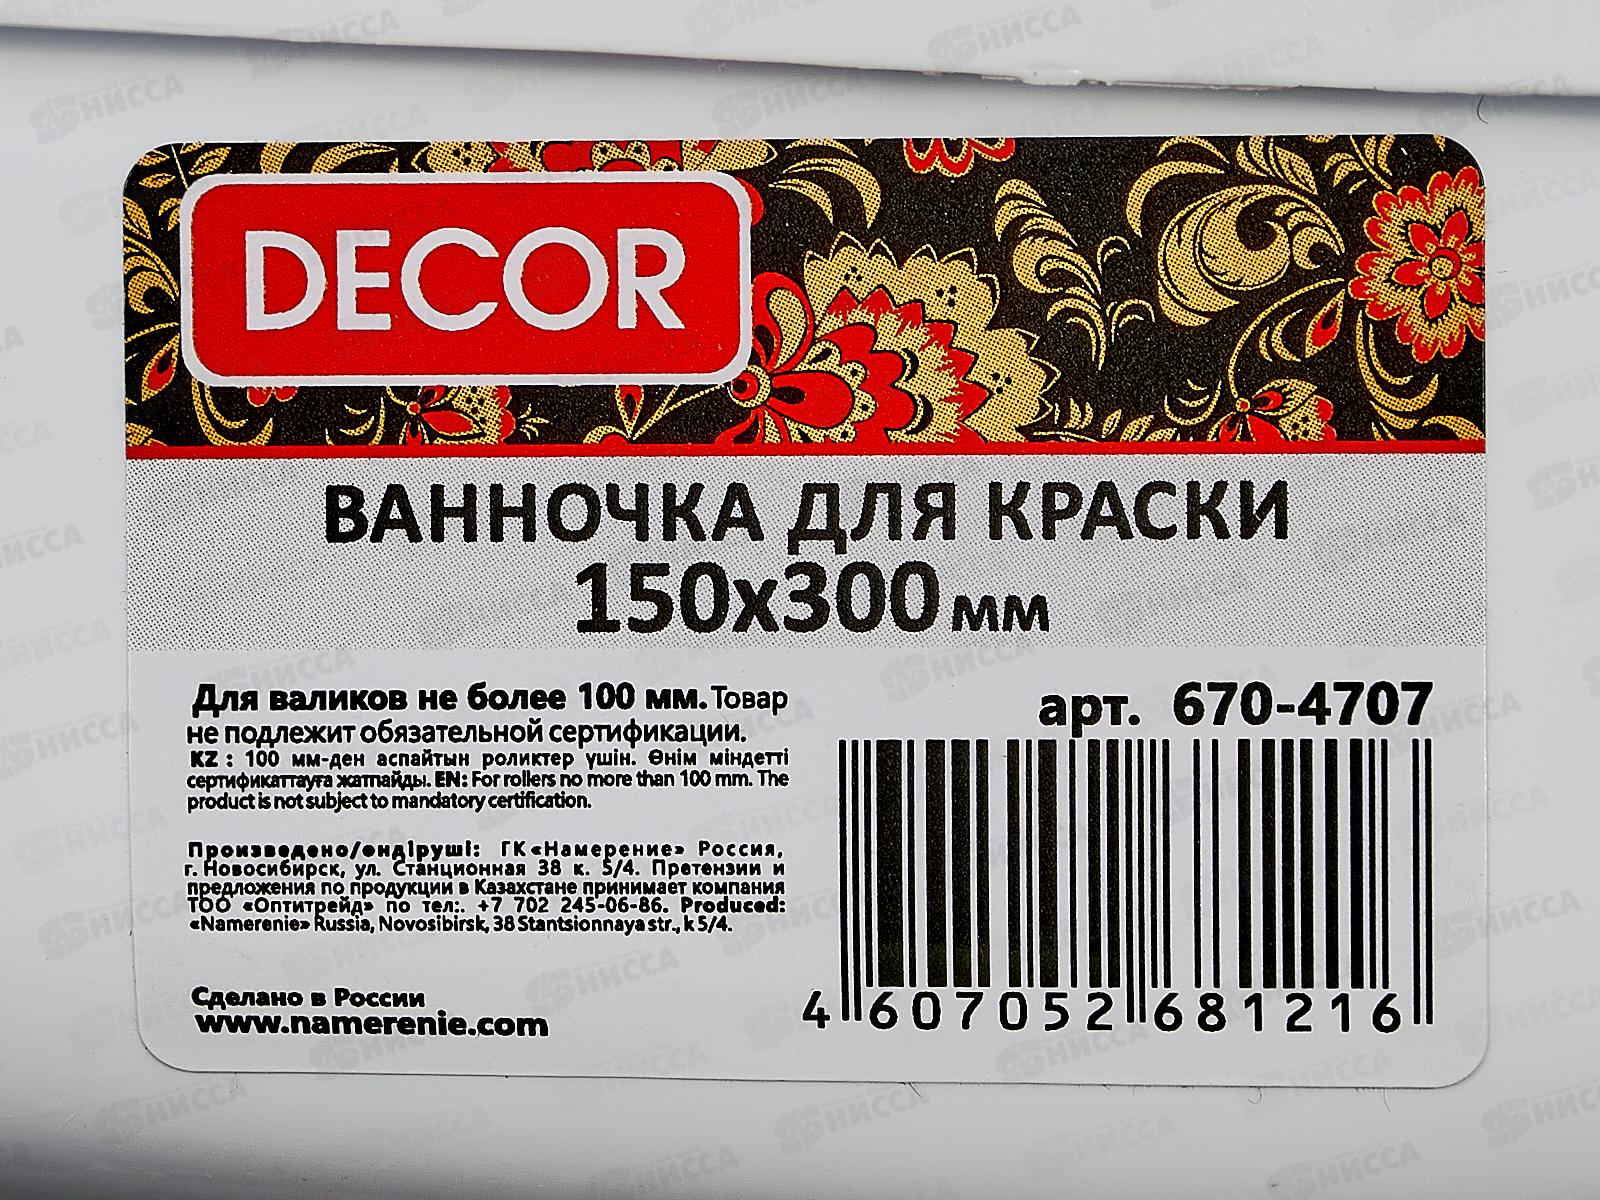 DECOR
ВАННОЧКА ДЛЯ КРАСКИ
150х300 мм
Для валиков не более 100 мм. Товар
не подлежит обязательной сертификации.
KZ : 100 мм-ден аспайтын роликтер үшін. Өнім міндетті
сертификаттауға жатпайды. EN: For rollers no more than 100 mm. The
product is not subject to mandatory certification.
Произведено/өндіруші: ГК «Намерение» Россия,
г. Новосибирск, ул. Станционная 38 к. 5/4. Претензии и
предложения по продукции в Казахстане принимает компания
ТОО «Оптитрейд» по тел:. +7 702 245-06-86. Produced:
«Namerenie» Russia, Novosibirsk, 38 Stantsionnaya str., k 5/4.
Сделано в России
www.namerenie.com
арт. 670-4707
4 607052 681216
НИССА